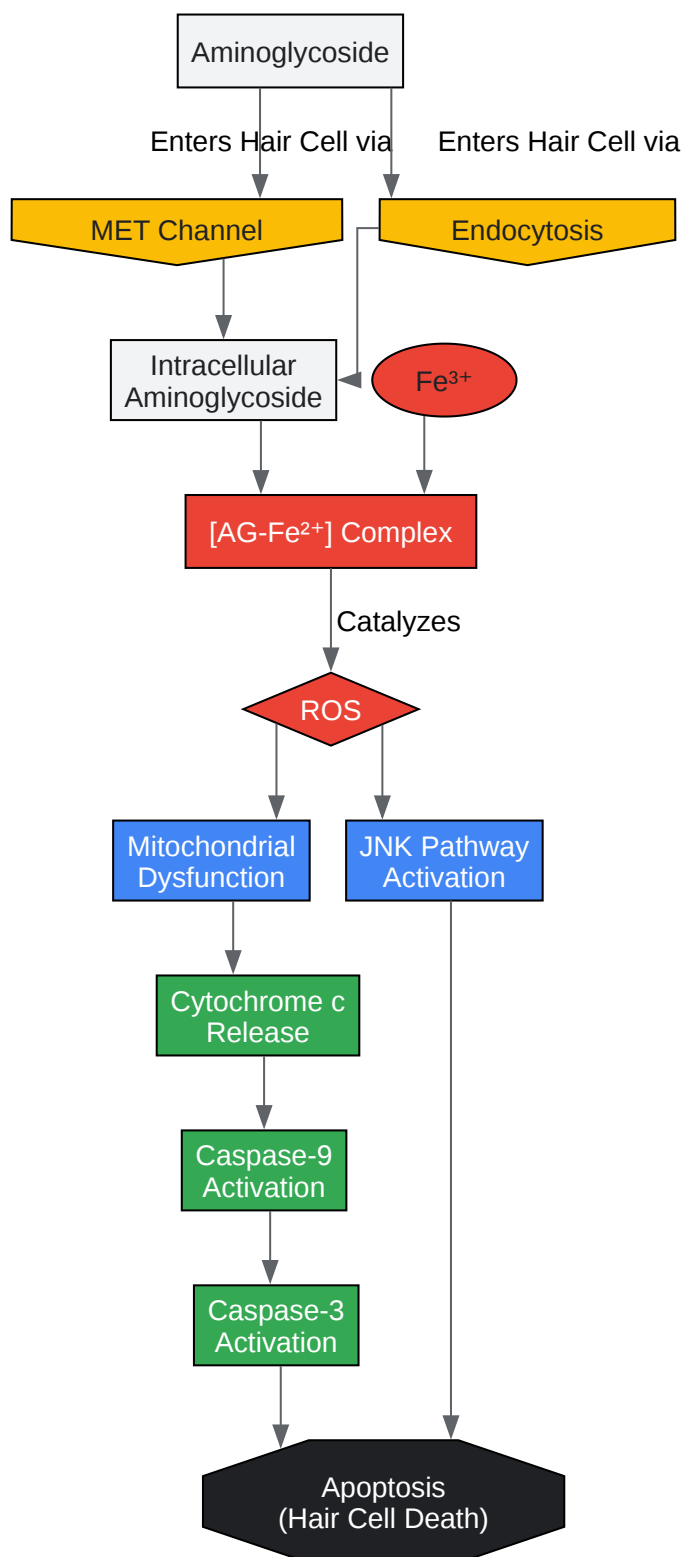 Aminoglycoside
Enters Hair Cell via
Enters Hair Cell via
MET Channel
Endocytosis
Intracellular
Aminoglycoside
Fe³⁺
[AG-Fe²⁺] Complex
Catalyzes
ROS
Mitochondrial
Dysfunction
JNK Pathway
Activation
Cytochrome c
Release
Caspase-9
Activation
Caspase-3
Activation
Apoptosis
(Hair Cell Death)